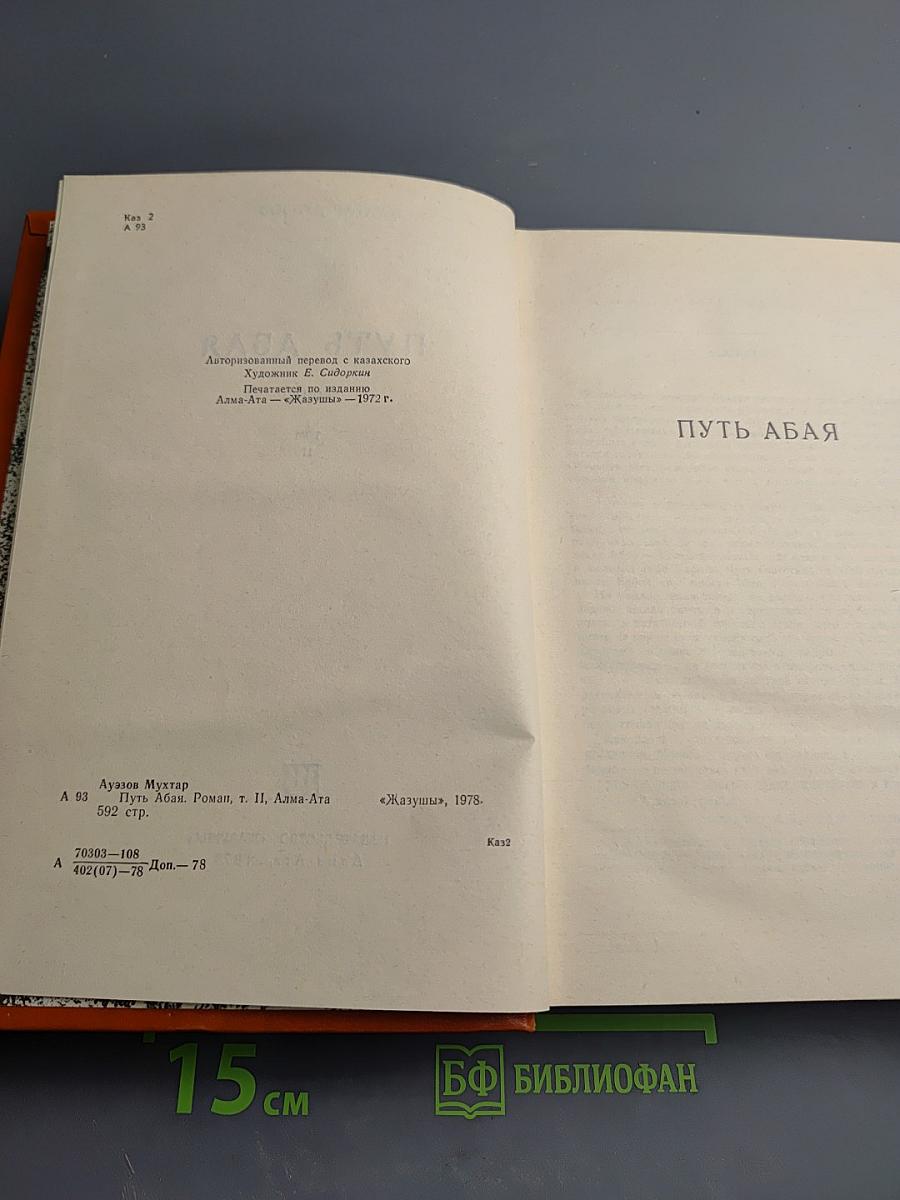 Каз 2
А 93
Авторизованный перевод с казахского
Художник Е. Сидоркин
Печатается по изданию
Алма-Ата — «Жазушы» — 1972 г.
Ауэзов Мухтар
А 93 Путь Абая. Роман, т. II, Алма-Ата «Жазушы», 1978.
592 стр.
Каз2
70303—108
А 402(07)—78 Доп.— 78
ПУТЬ АБАЯ
15 см
БФ БИБЛИОФАН